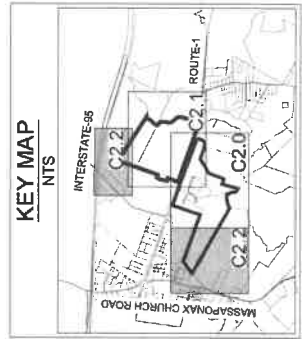 KEY MAP
NTS
INTERSTATE-95
C2.2
ROUTE-1
C2.1
C2.0
C2.2
MASSAPONAX CHURCH ROAD